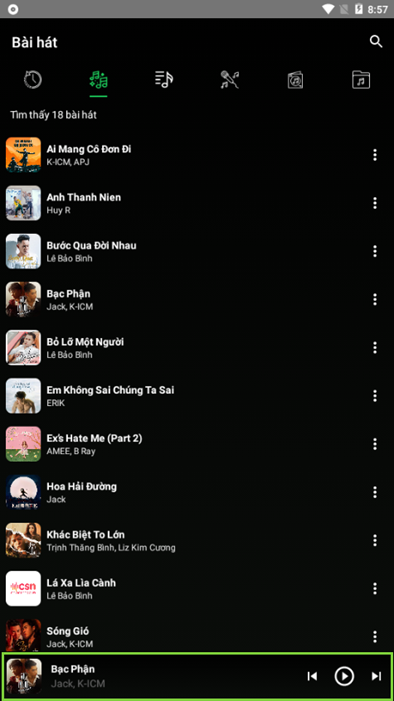 8:57
Bài hát
Tìm thấy 18 bài hát
Ai Mang Cô Đơn Đi
K-ICM, APJ
Anh Thanh Nien
Huy R
Bước Qua Đời Nhau
Lê Bảo Bình
Bạc Phận
Jack, K-ICM
Bỏ Lỡ Một Người
Lê Bảo Bình
Em Không Sai Chúng Ta Sai
ERIK
Ex's Hate Me (Part 2)
AMEE, B Ray
Hoa Hải Đường
Jack
Khác Biệt To Lớn
Trịnh Thăng Bình, Liz Kim Cương
csn
Lá Xa Lìa Cành
Lê Bảo Bình
Sóng Gió
Jack, K-ICM
Bạc Phận
Jack, K-ICM